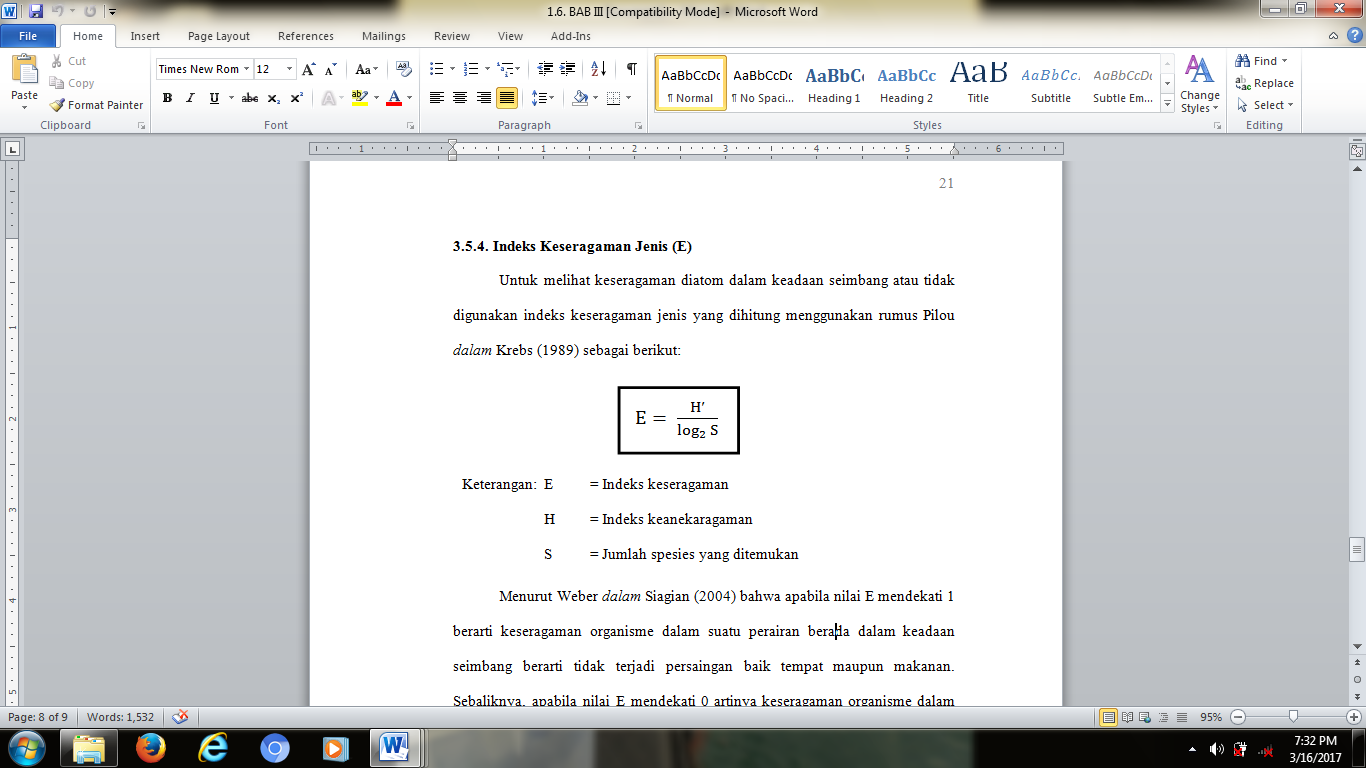 1.6. BAB III [Compatibility Mode] - Microsoft Word
File Home Insert Page Layout References Mailings Review View Add-Ins
Paste
Cut
Copy
Format Painter
Clipboard
Times New Rom 12
Font
Paragraph
AaBbCcDc AaBbCcDc AaBbCc AaBbCc AaB AaBbCc. AaBbCcDc
¶ Normal ¶ No Spaci... Heading 1 Heading 2 Title Subtitle Subtle Em...
Change Styles
Styles
Find
Replace
Select
Editing
21
3.5.4. Indeks Keseragaman Jenis (E)
Untuk melihat keseragaman diatom dalam keadaan seimbang atau tidak
digunakan indeks keseragaman jenis yang dihitung menggunakan rumus Pilou
dalam Krebs (1989) sebagai berikut:
E = H′ / log₂ S
Keterangan: E = Indeks keseragaman
H = Indeks keanekaragaman
S = Jumlah spesies yang ditemukan
Menurut Weber dalam Siagian (2004) bahwa apabila nilai E mendekati 1
berarti keseragaman organisme dalam suatu perairan berada dalam keadaan
seimbang berarti tidak terjadi persaingan baik tempat maupun makanan.
Sebaliknya, apabila nilai E mendekati 0 artinya keseragaman organisme dalam
Page: 8 of 9 Words: 1,532 95%
7:32 PM
3/16/2017